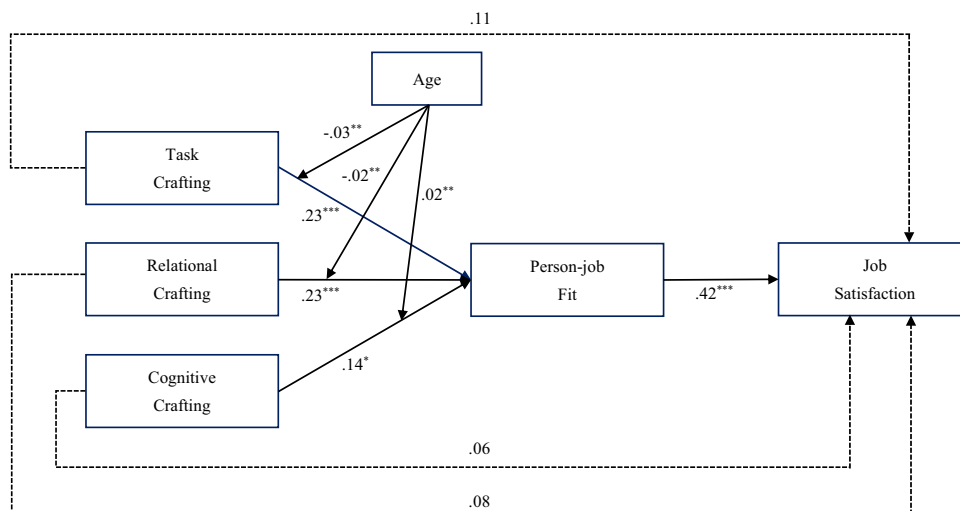 .11
Age
-.03**
Task
Crafting
-.02**
.02**
.23***
Relational
Crafting
.23***
Person-job
Fit
.42***
Job
Satisfaction
.14*
Cognitive
Crafting
.06
.08